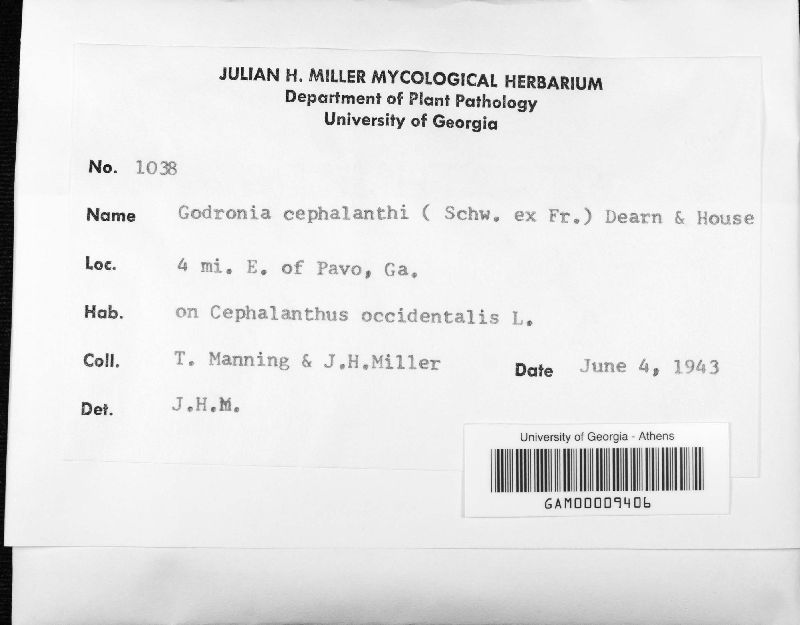 JULIAN H. MILLER MYCOLOGICAL HERBARIUM
Department of Plant Pathology
University of Georgia
No. 1038
Name Godronia cephalanthi ( Schw. ex Fr.) Dearn & House
Loc. 4 mi. E. of Pavo, Ga.
Hab. on Cephalanthus occidentalis L.
Coll. T. Manning & J.H.Miller Date June 4, 1943
Det. J.H.M.
University of Georgia - Athens
GAM00009406